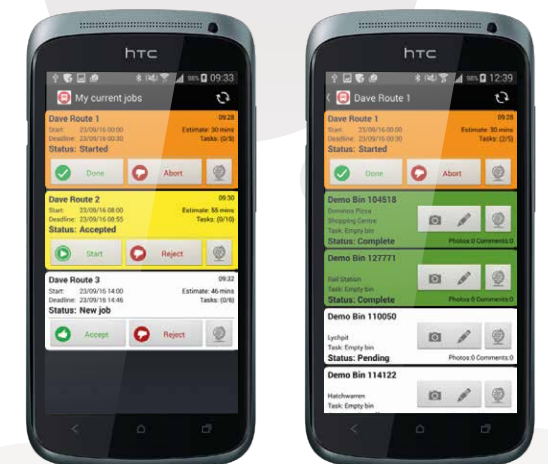 hTC
98% 09:33
My current jobs
Dave Route 1 09:28
Start: 23/09/16 00:00 Estimate: 30 mins
Deadline: 23/09/16 00:30 Tasks: (0/5)
Status: Started
Done Abort
Dave Route 2 09:30
Start: 23/09/16 08:00 Estimate: 55 mins
Deadline: 23/09/16 08:55 Tasks: (0/10)
Status: Accepted
Start Reject
Dave Route 3 09:32
Start: 23/09/16 14:00 Estimate: 46 mins
Deadline: 23/09/16 14:46 Tasks: (0/6)
Status: New job
Accept Reject
hTC
98% 12:39
Dave Route 1
Dave Route 1 09:28
Start: 23/09/16 00:00 Estimate: 30 mins
Deadline: 23/09/16 00:30 Tasks: (2/5)
Status: Started
Done Abort
Demo Bin 104518
Dominos Pizza
Shopping Centre
Task: Empty bin
Status: Complete Photos:0 Comments:0
Demo Bin 127771
Rail Station
Task: Empty bin
Status: Complete Photos:0 Comments:0
Demo Bin 110050
Lychpit
Task: Empty bin
Status: Pending Photos:0 Comments:0
Demo Bin 114122
Hatchwarren
Task: Empty bin